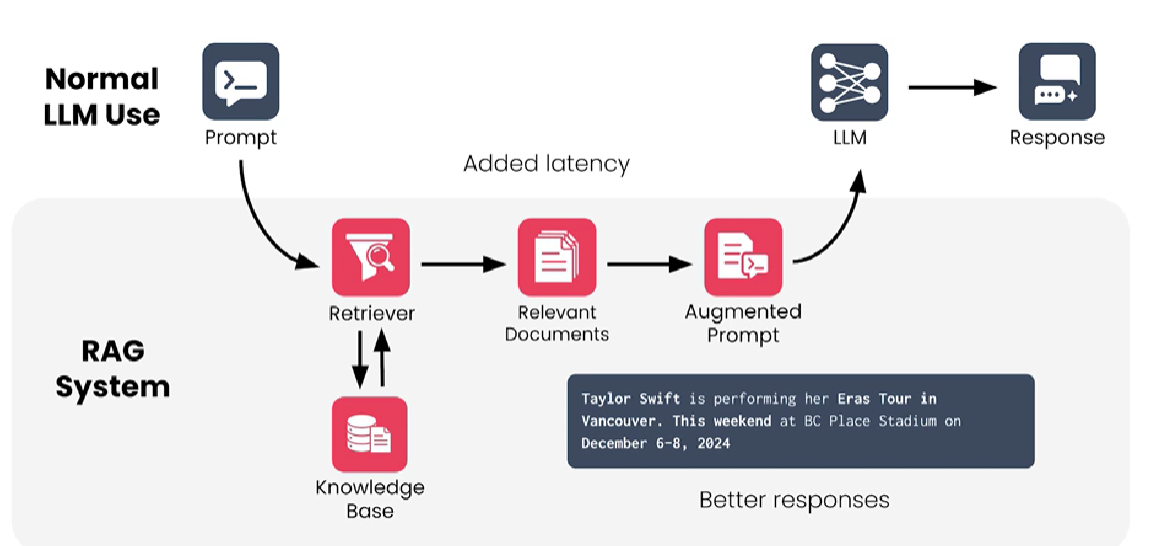 Normal
LLM Use
Prompt
LLM
Response
Added latency
Retriever
Relevant
Documents
Augmented
Prompt
RAG
System
Knowledge
Base
Taylor Swift is performing her Eras Tour in
Vancouver. This weekend at BC Place Stadium on
December 6-8, 2024
Better responses